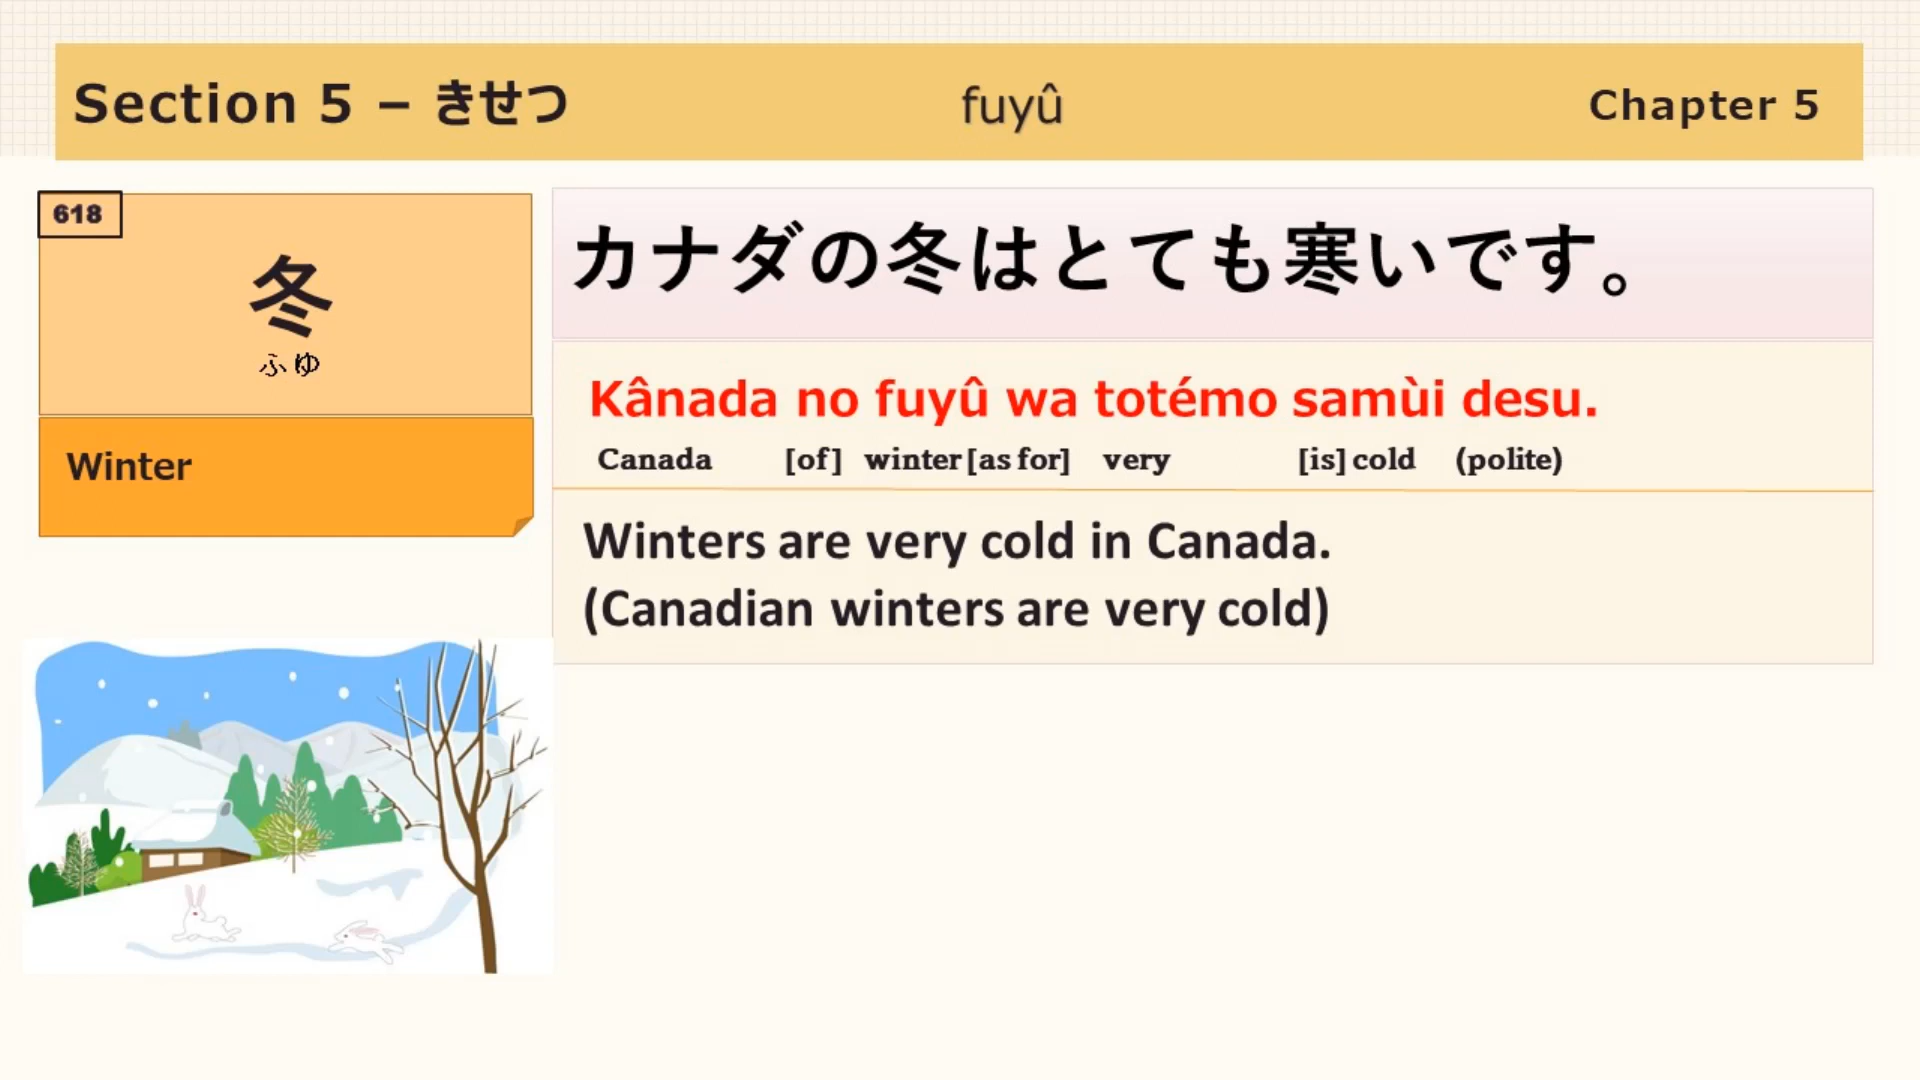 Section 5 – きせつ fuyû Chapter 5
618
冬
ふゆ
Winter
カナダの冬はとても寒いです。
Kânada no fuyû wa totémo samùi desu.
Canada [of] winter [as for] very [is] cold (polite)
Winters are very cold in Canada.
(Canadian winters are very cold)